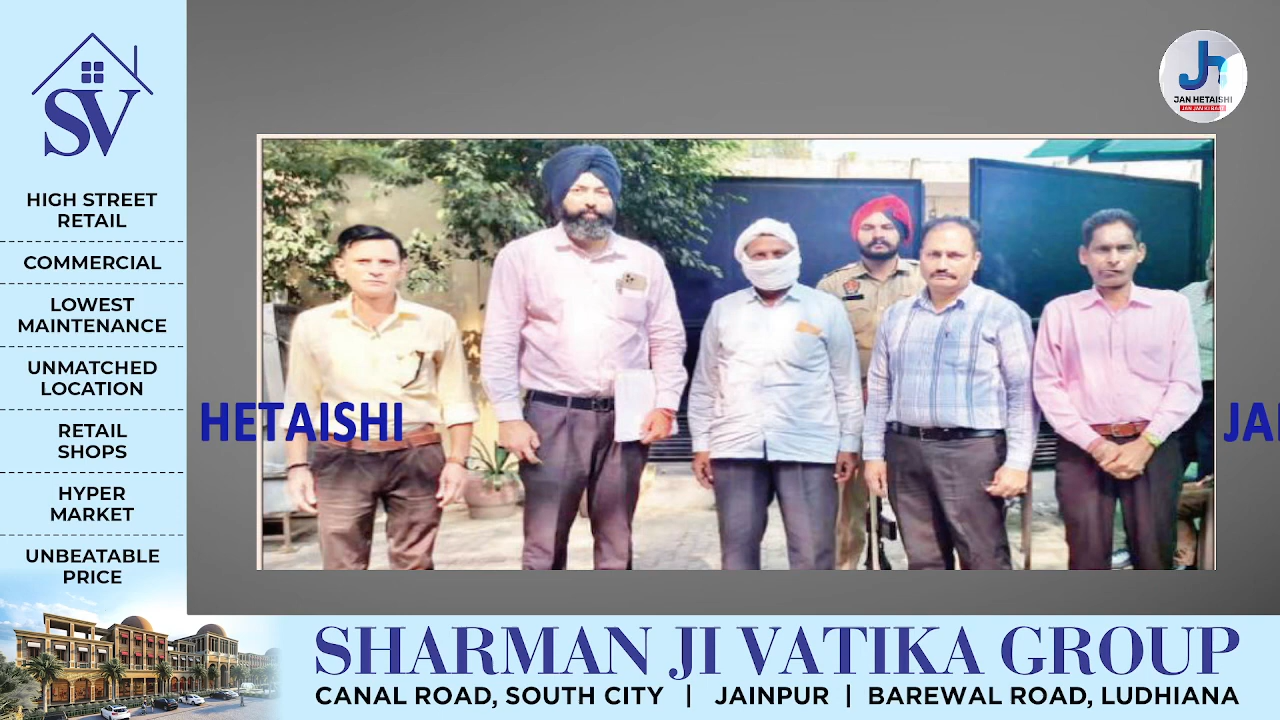 SV
HIGH STREET
RETAIL
COMMERCIAL
LOWEST
MAINTENANCE
UNMATCHED
LOCATION
RETAIL
SHOPS
HYPER
MARKET
UNBEATABLE
PRICE
JAN HETAISHI
HETAISHI
JAN
SHARMAN JI VATIKA GROUP
CANAL ROAD, SOUTH CITY | JAINPUR | BAREWAL ROAD, LUDHIANA